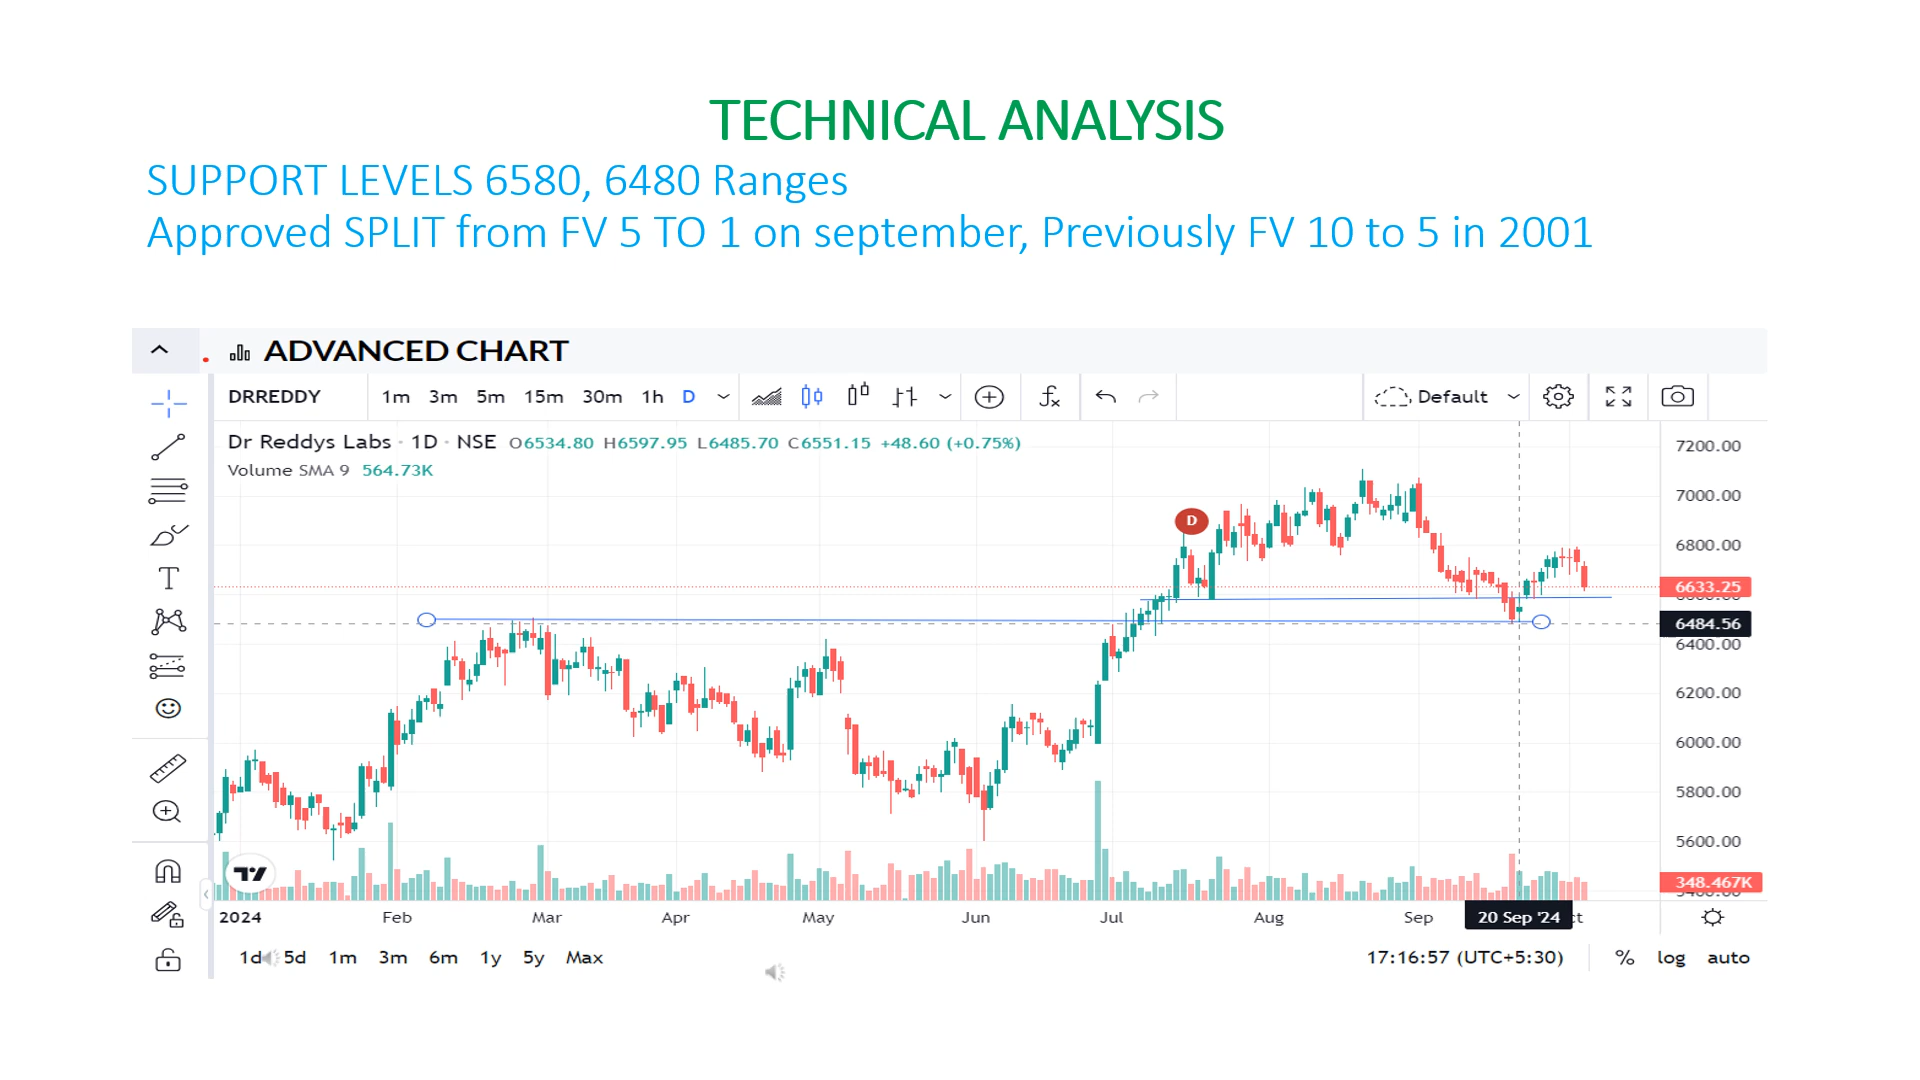 TECHNICAL ANALYSIS
SUPPORT LEVELS 6580, 6480 Ranges
Approved SPLIT from FV 5 TO 1 on september, Previously FV 10 to 5 in 2001
ADVANCED CHART
DRREDDY 1m 3m 5m 15m 30m 1h D Default
Dr Reddys Labs · 1D · NSE O6534.80 H6597.95 L6485.70 C6551.15 +48.60 (+0.75%)
Volume SMA 9 564.73K
7200.00
7000.00
D
6800.00
6633.25
6484.56
6400.00
6200.00
6000.00
5800.00
5600.00
348.467K
2024 Feb Mar Apr May Jun Jul Aug Sep 20 Sep '24
1d 5d 1m 3m 6m 1y 5y Max 17:16:57 (UTC+5:30) % log auto